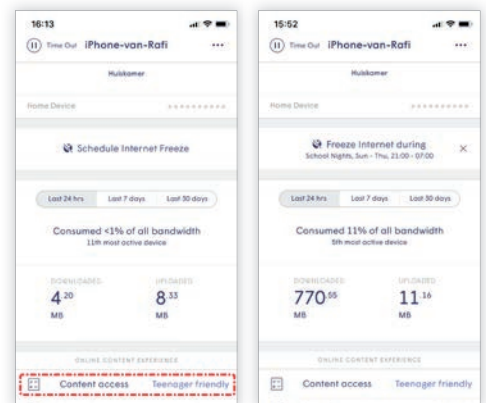 16:13
Time Out iPhone-van-Rafi ...
Huiskamer
Home Device
Schedule Internet Freeze
Last 24 hrs Last 7 days Last 30 days
Consumed <1% of all bandwidth
11th most active device
DOWNLOADED UPLOADED
4.20 8.33
MB MB
ONLINE CONTENT EXPERIENCE
Content access Teenager friendly
15:52
Time Out iPhone-van-Rafi ...
Huiskamer
Home Device
Freeze Internet during
School Nights, Sun - Thu, 21:00 - 07:00
Last 24 hrs Last 7 days Last 30 days
Consumed 11% of all bandwidth
5th most active device
DOWNLOADED UPLOADED
770.55 11.16
MB MB
ONLINE CONTENT EXPERIENCE
Content access Teenager friendly